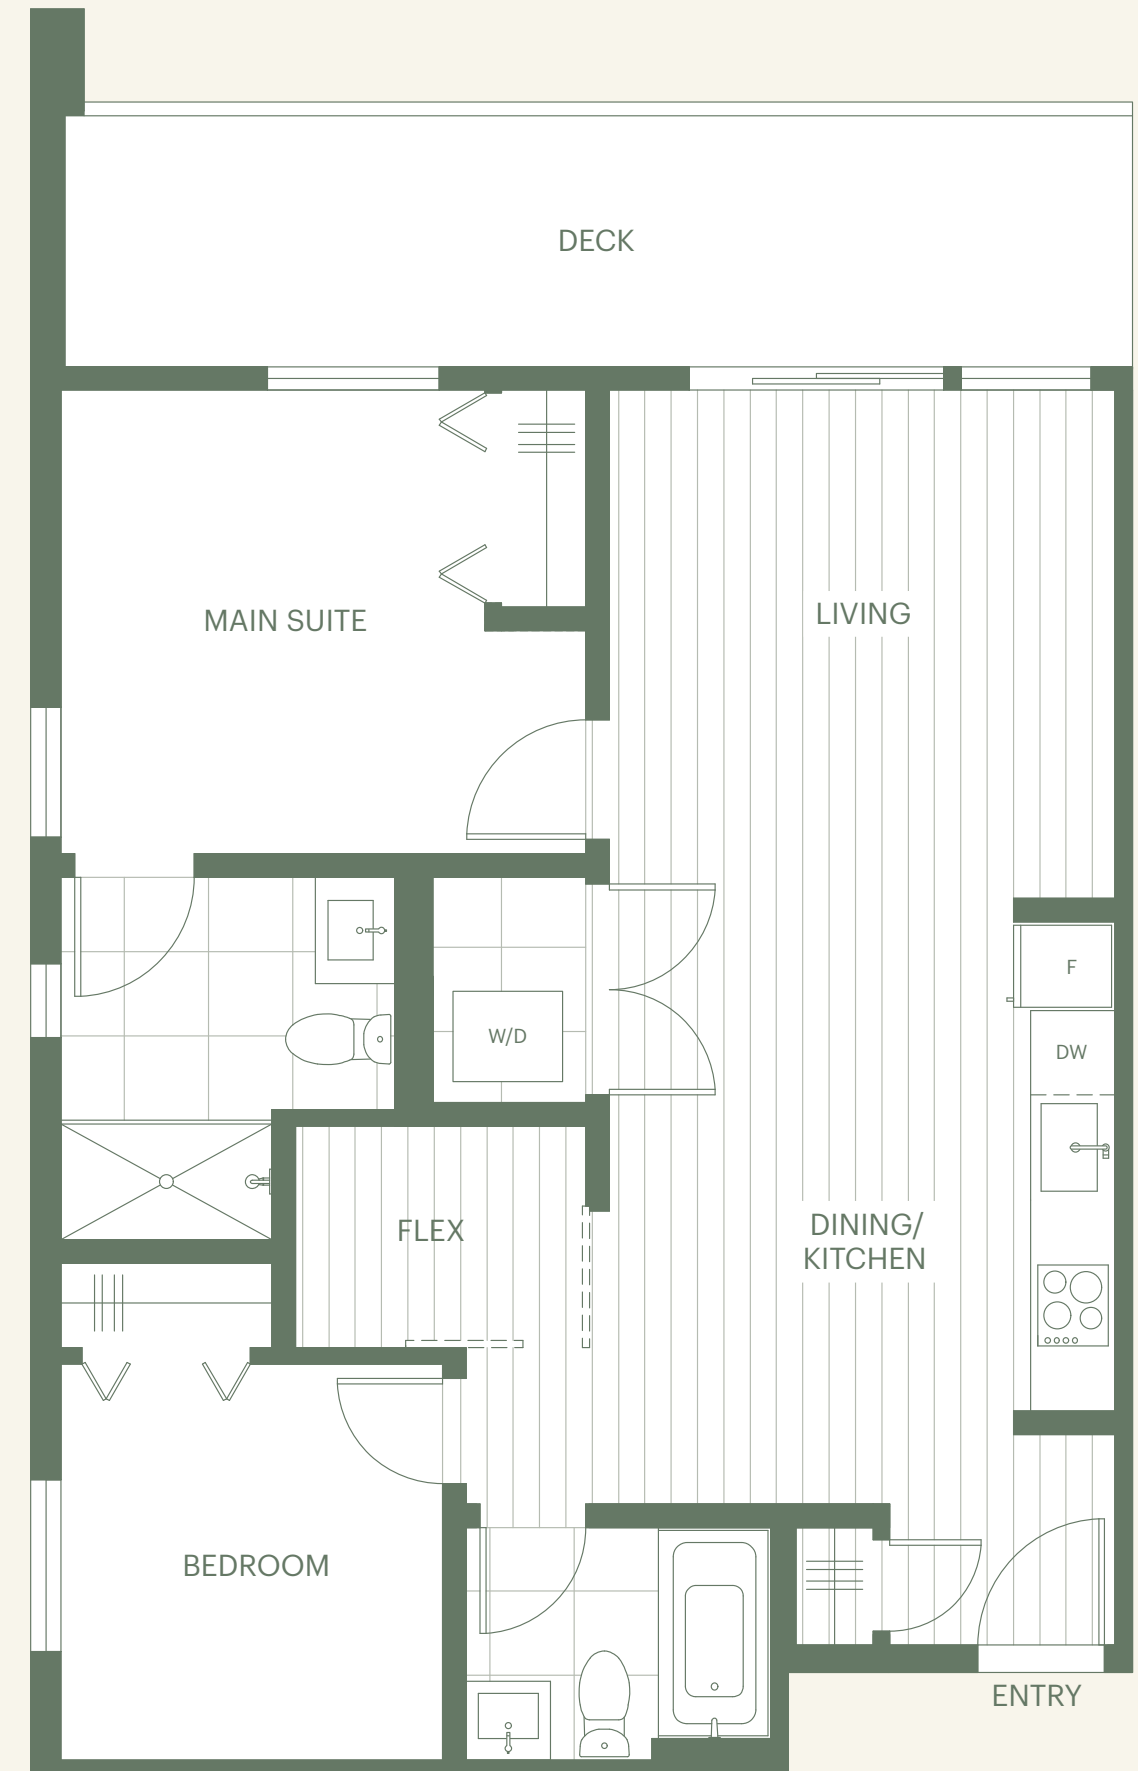 DECK
MAIN SUITE
LIVING
F
W/D
DW
FLEX
DINING/
KITCHEN
BEDROOM
ENTRY